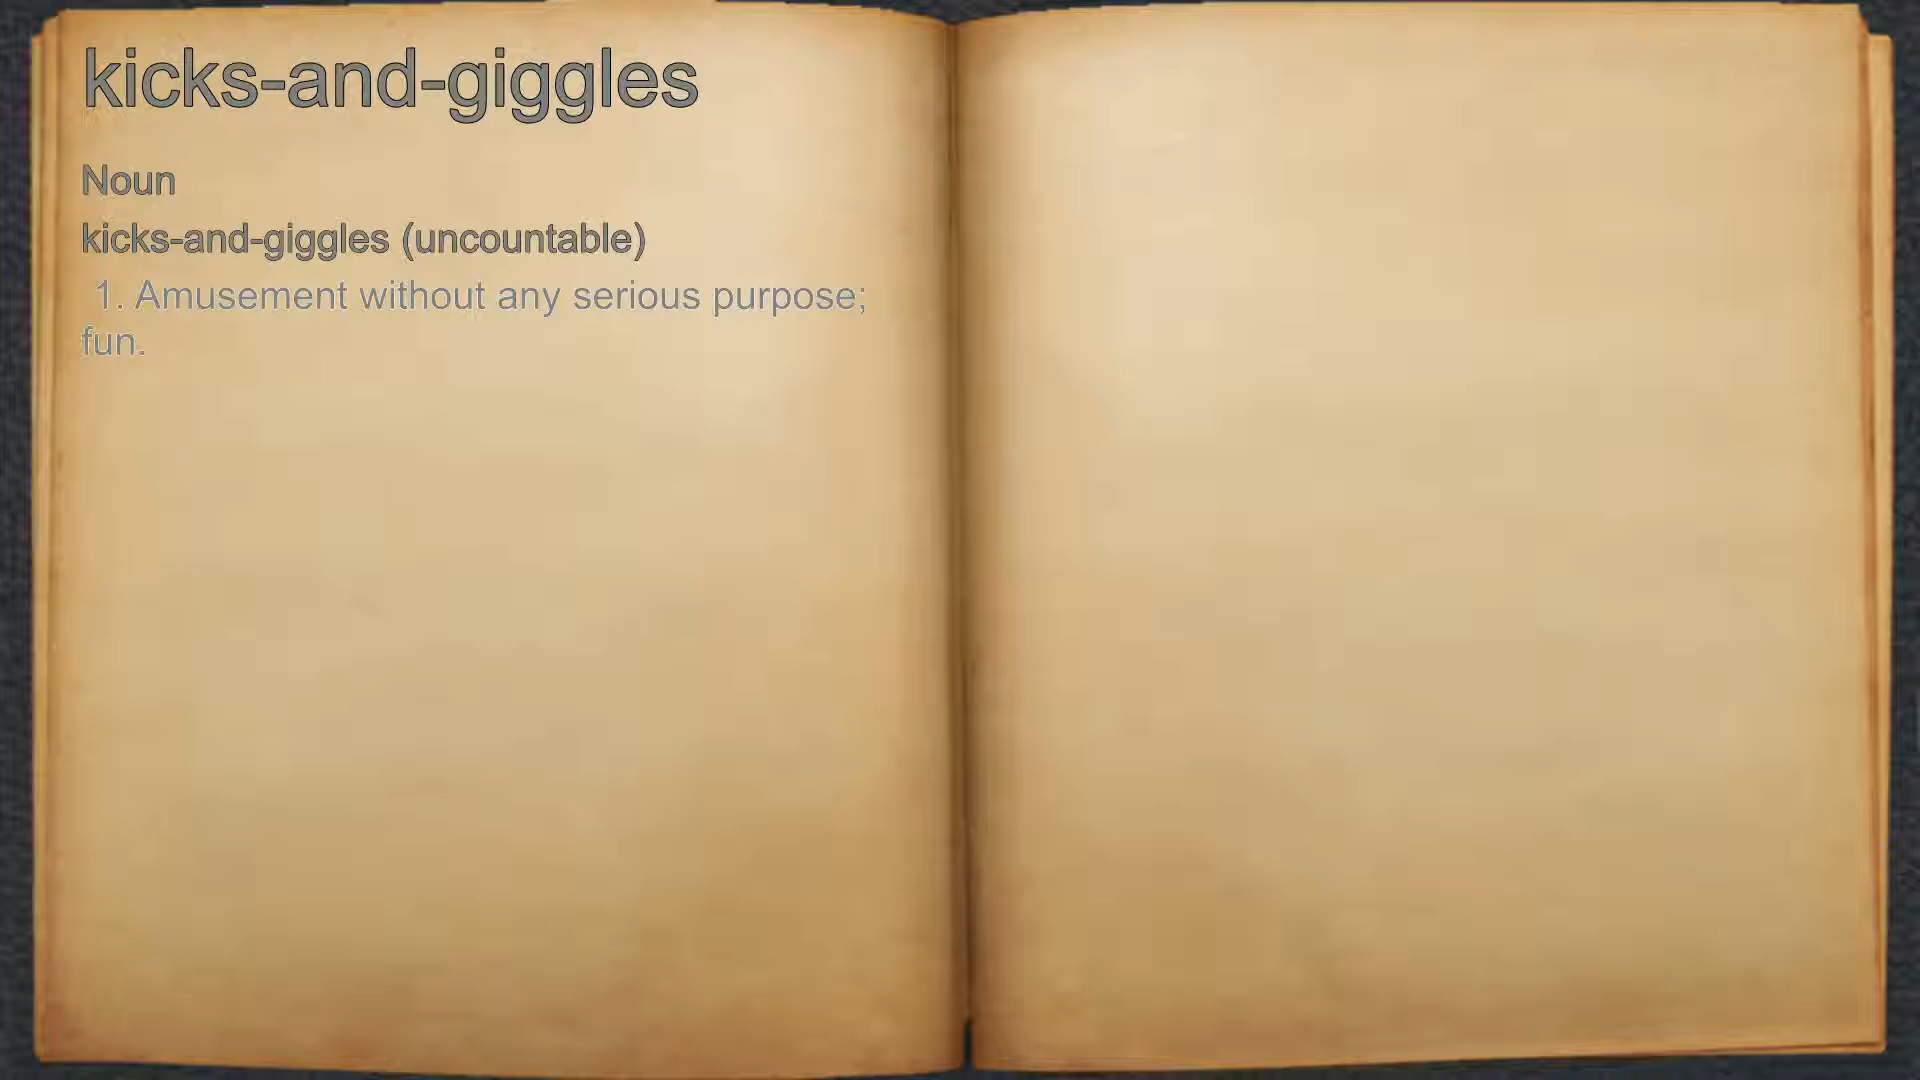 kicks-and-giggles
Noun
kicks-and-giggles (uncountable)
1. Amusement without any serious purpose;
fun.